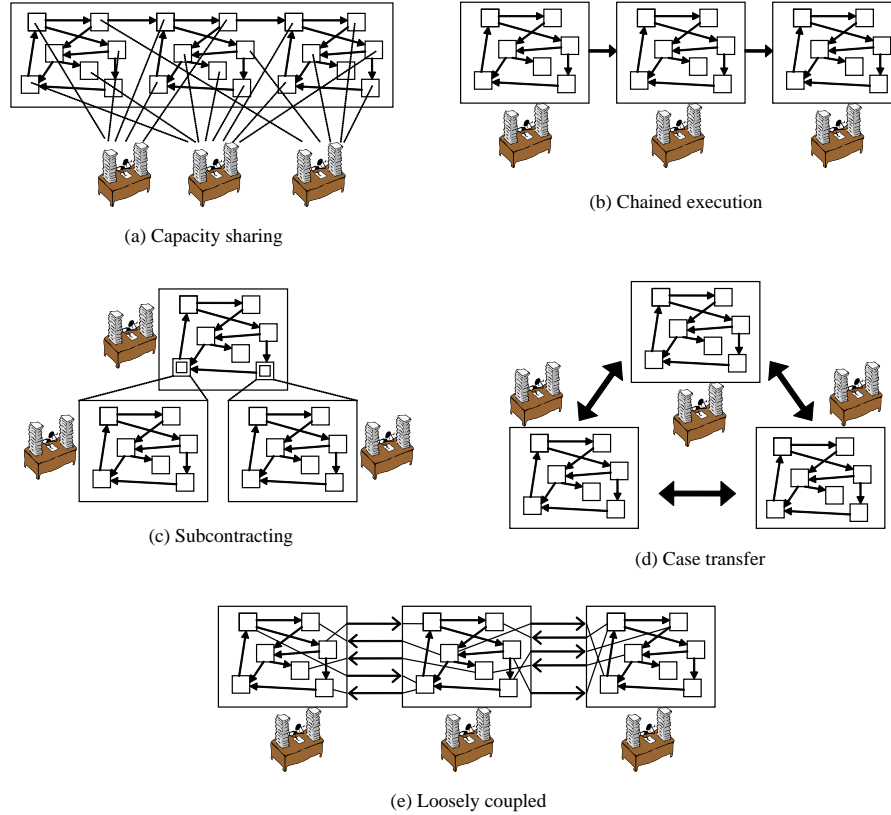 (a) Capacity sharing
(b) Chained execution
(c) Subcontracting
(d) Case transfer
(e) Loosely coupled